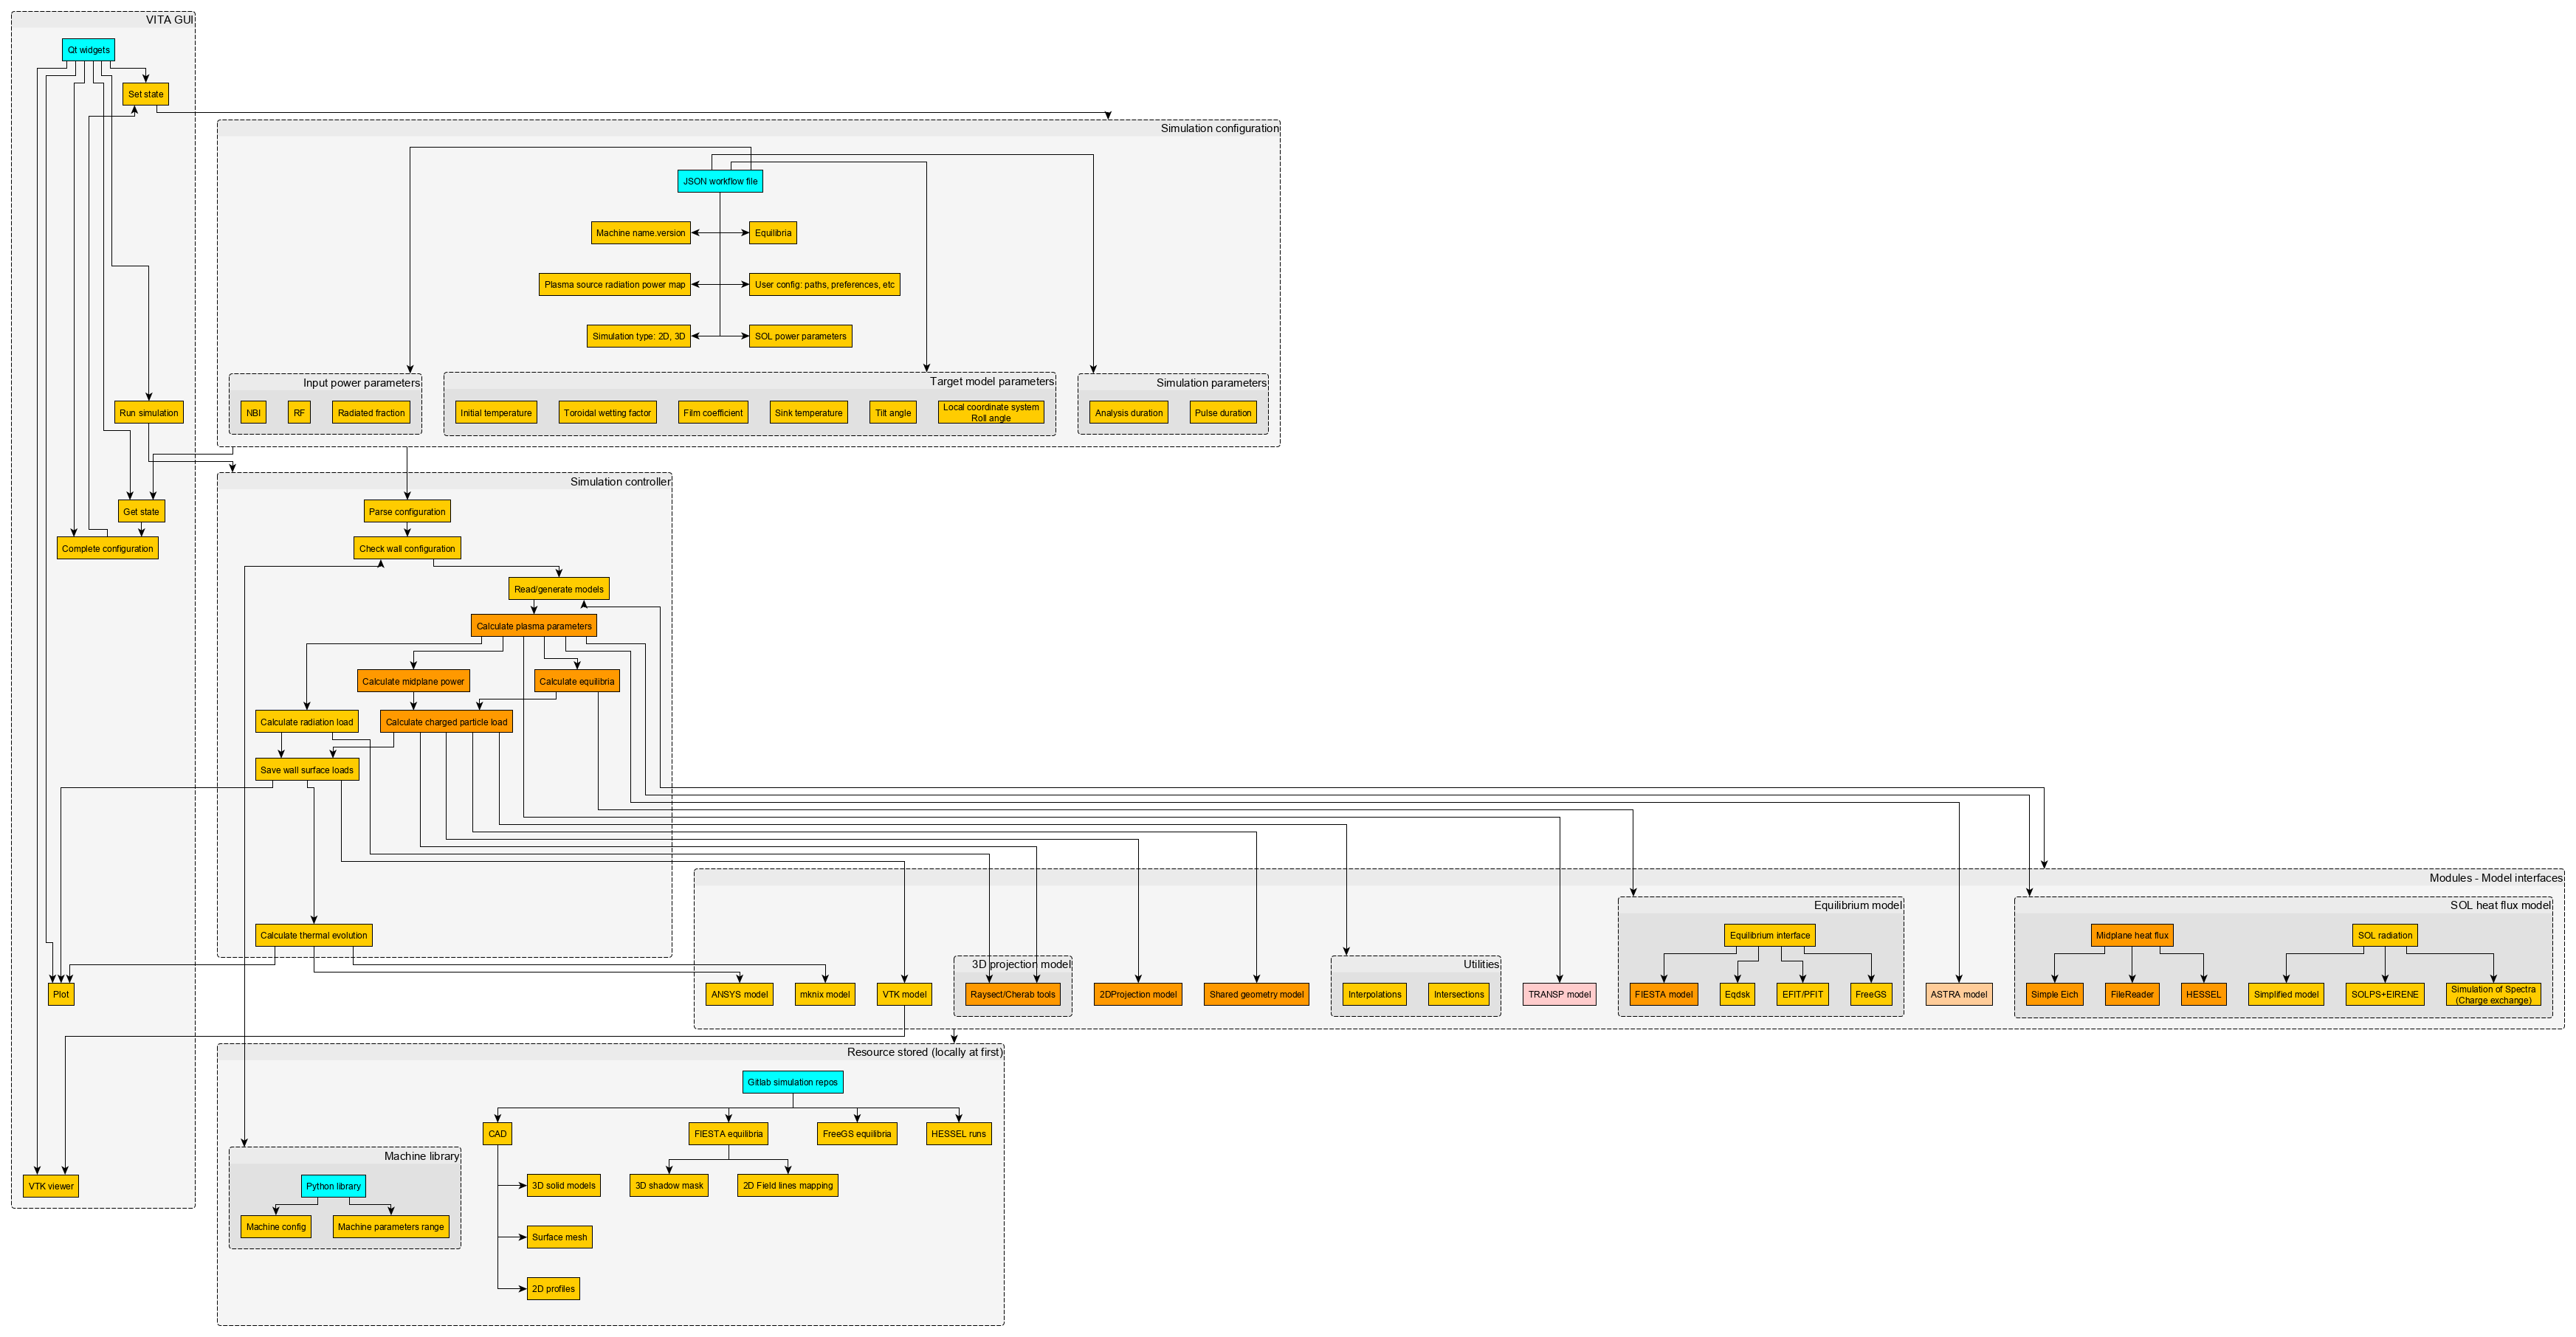 VITA GUI
Qt widgets
Set state
Run simulation
Get state
Complete configuration
Plot
VTK viewer
Simulation configuration
JSON workflow file
Machine name.version
Equilibria
Plasma source radiation power map
User config: paths, preferences, etc
Simulation type: 2D, 3D
SOL power parameters
Input power parameters
NBI
RF
Radiated fraction
Target model parameters
Initial temperature
Toroidal wetting factor
Film coefficient
Sink temperature
Tilt angle
Local coordinate system
Roll angle
Simulation parameters
Analysis duration
Pulse duration
Simulation controller
Parse configuration
Check wall configuration
Read/generate models
Calculate plasma parameters
Calculate midplane power
Calculate equilibria
Calculate radiation load
Calculate charged particle load
Save wall surface loads
Calculate thermal evolution
Modules - Model interfaces
ANSYS model
mknix model
VTK model
3D projection model
Raysect/Cherab tools
2DProjection model
Shared geometry model
Utilities
Interpolations
Intersections
TRANSP model
Equilibrium model
Equilibrium interface
FIESTA model
Eqdsk
EFIT/PFIT
FreeGS
ASTRA model
SOL heat flux model
Midplane heat flux
SOL radiation
Simple Eich
FileReader
HESSEL
Simplified model
SOLPS+EIRENE
Simulation of Spectra
(Charge exchange)
Resource stored (locally at first)
Gitlab simulation repos
CAD
FIESTA equilibria
FreeGS equilibria
HESSEL runs
3D solid models
3D shadow mask
2D Field lines mapping
Surface mesh
2D profiles
Machine library
Python library
Machine config
Machine parameters range